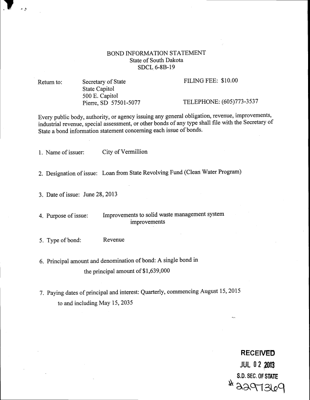 BOND INFORMATION STATEMENT
State of South Dakota
SDCL 6-8B-19
Return to: Secretary of State FILING FEE: $10.00
State Capitol
500 E. Capitol
Pierre, SD 57501-5077 TELEPHONE: (605)773-3537
Every public body, authority, or agency issuing any general obligation, revenue, improvements,
industrial revenue, special assessment, or other bonds of any type shall file with the Secretary of
State a bond information statement concerning each issue of bonds.
1. Name of issuer: City of Vermillion
2. Designation of issue: Loan from State Revolving Fund (Clean Water Program)
3. Date of issue: June 28, 2013
4. Purpose of issue: Improvements to solid waste management system
improvements
5. Type of bond: Revenue
6. Principal amount and denomination of bond: A single bond in
the principal amount of $1,639,000
7. Paying dates of principal and interest: Quarterly, commencing August 15, 2015
to and including May 15, 2035
RECEIVED
JUL 02 2013
S.D. SEC. OF STATE
2297369